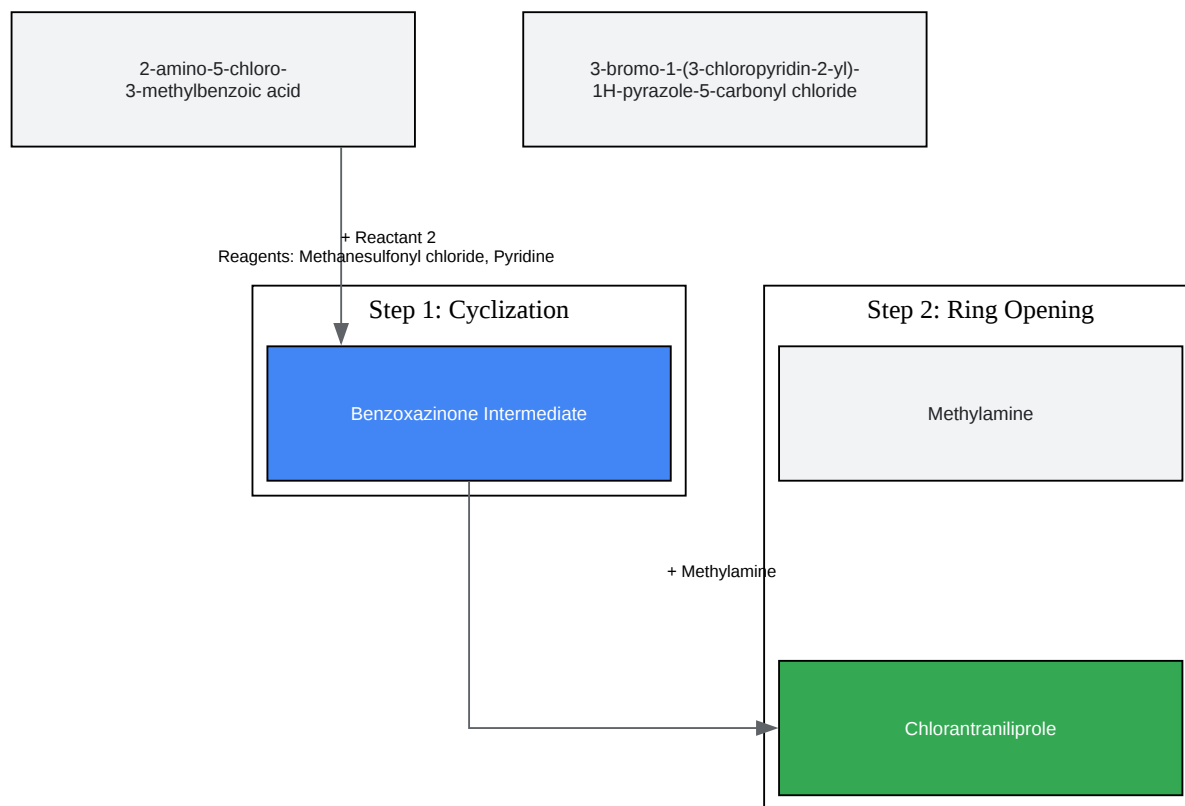 2-amino-5-chloro-
3-methylbenzoic acid
3-bromo-1-(3-chloropyridin-2-yl)-
1H-pyrazole-5-carbonyl chloride
+ Reactant 2
Reagents: Methanesulfonyl chloride, Pyridine
Step 1: Cyclization
Benzoxazinone Intermediate
Step 2: Ring Opening
Methylamine
+ Methylamine
Chlorantraniliprole